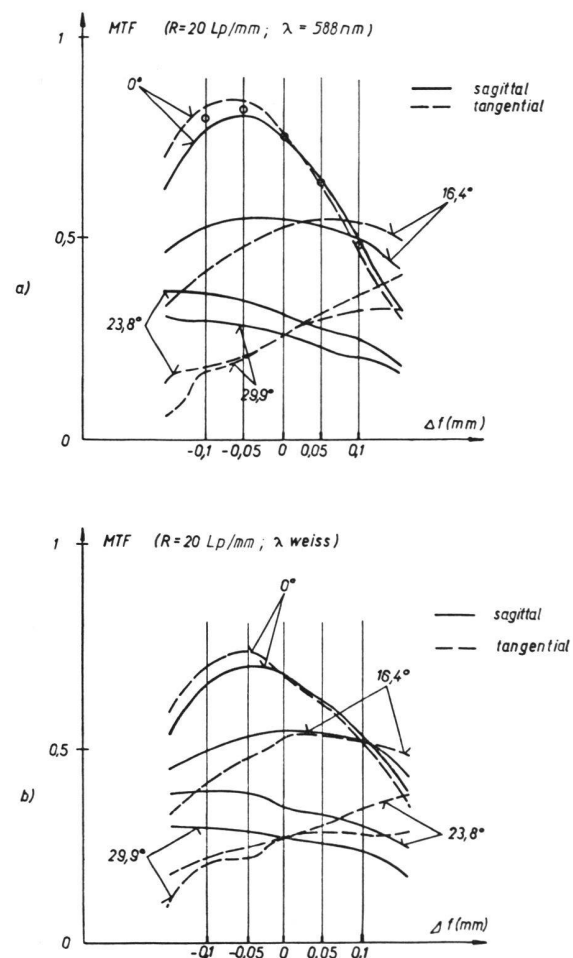 1
MTF (R=20 Lp/mm; λ = 588nm)
0°
sagittal
tangential
16,4°
0,5
a)
23,8°
29,9°
Δf(mm)
0
-0,1 -0,05 0 0,05 0,1
1
MTF (R=20 Lp/mm; λ weiss)
0°
sagittal
tangential
16,4°
0,5
b)
23,8°
29,9°
Δf(mm)
0
-0,1 -0,05 0 0,05 0,1